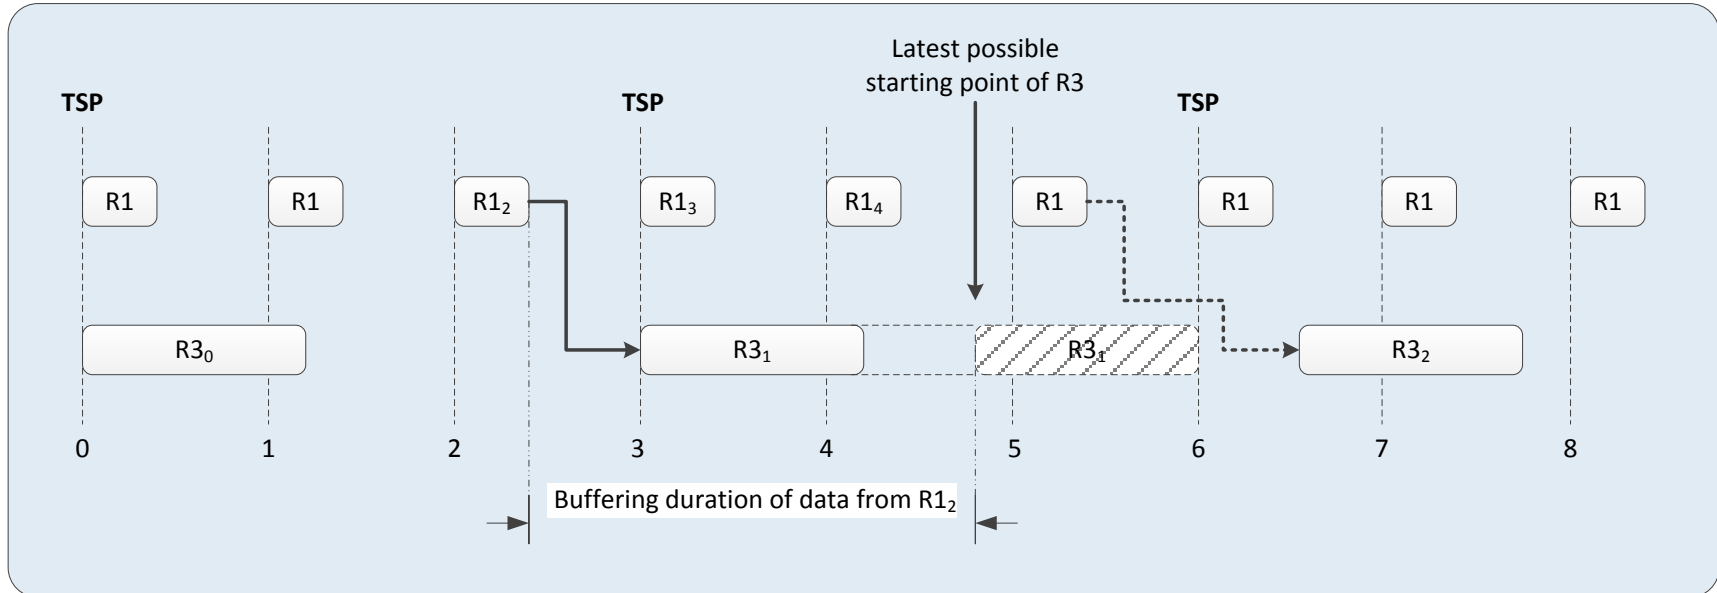 Latest possible
starting point of R3
TSP
TSP
TSP
R1
R1
R1₂
R1₃
R1₄
R1
R1
R1
R1
R3₀
R3₁
R3₁
R3₂
0
1
2
3
4
5
6
7
8
Buffering duration of data from R1₂